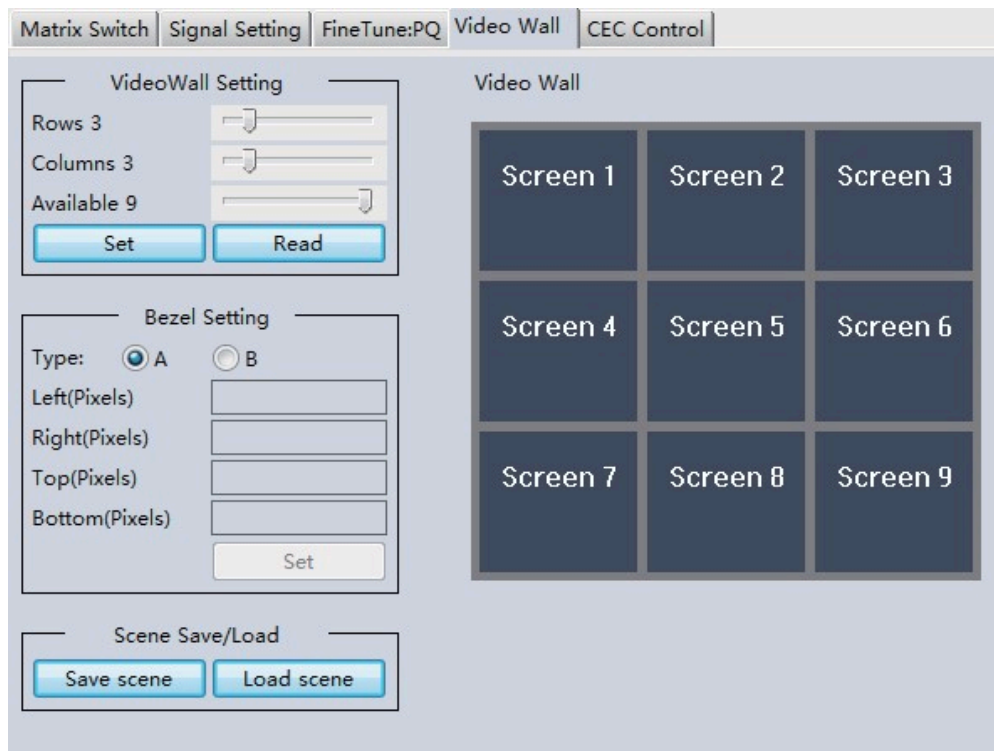 Matrix Switch Signal Setting FineTune:PQ Video Wall CEC Control
VideoWall Setting
Rows 3
Columns 3
Available 9
Set Read
Bezel Setting
Type: A B
Left(Pixels)
Right(Pixels)
Top(Pixels)
Bottom(Pixels)
Set
Scene Save/Load
Save scene Load scene
Video Wall
Screen 1 Screen 2 Screen 3
Screen 4 Screen 5 Screen 6
Screen 7 Screen 8 Screen 9